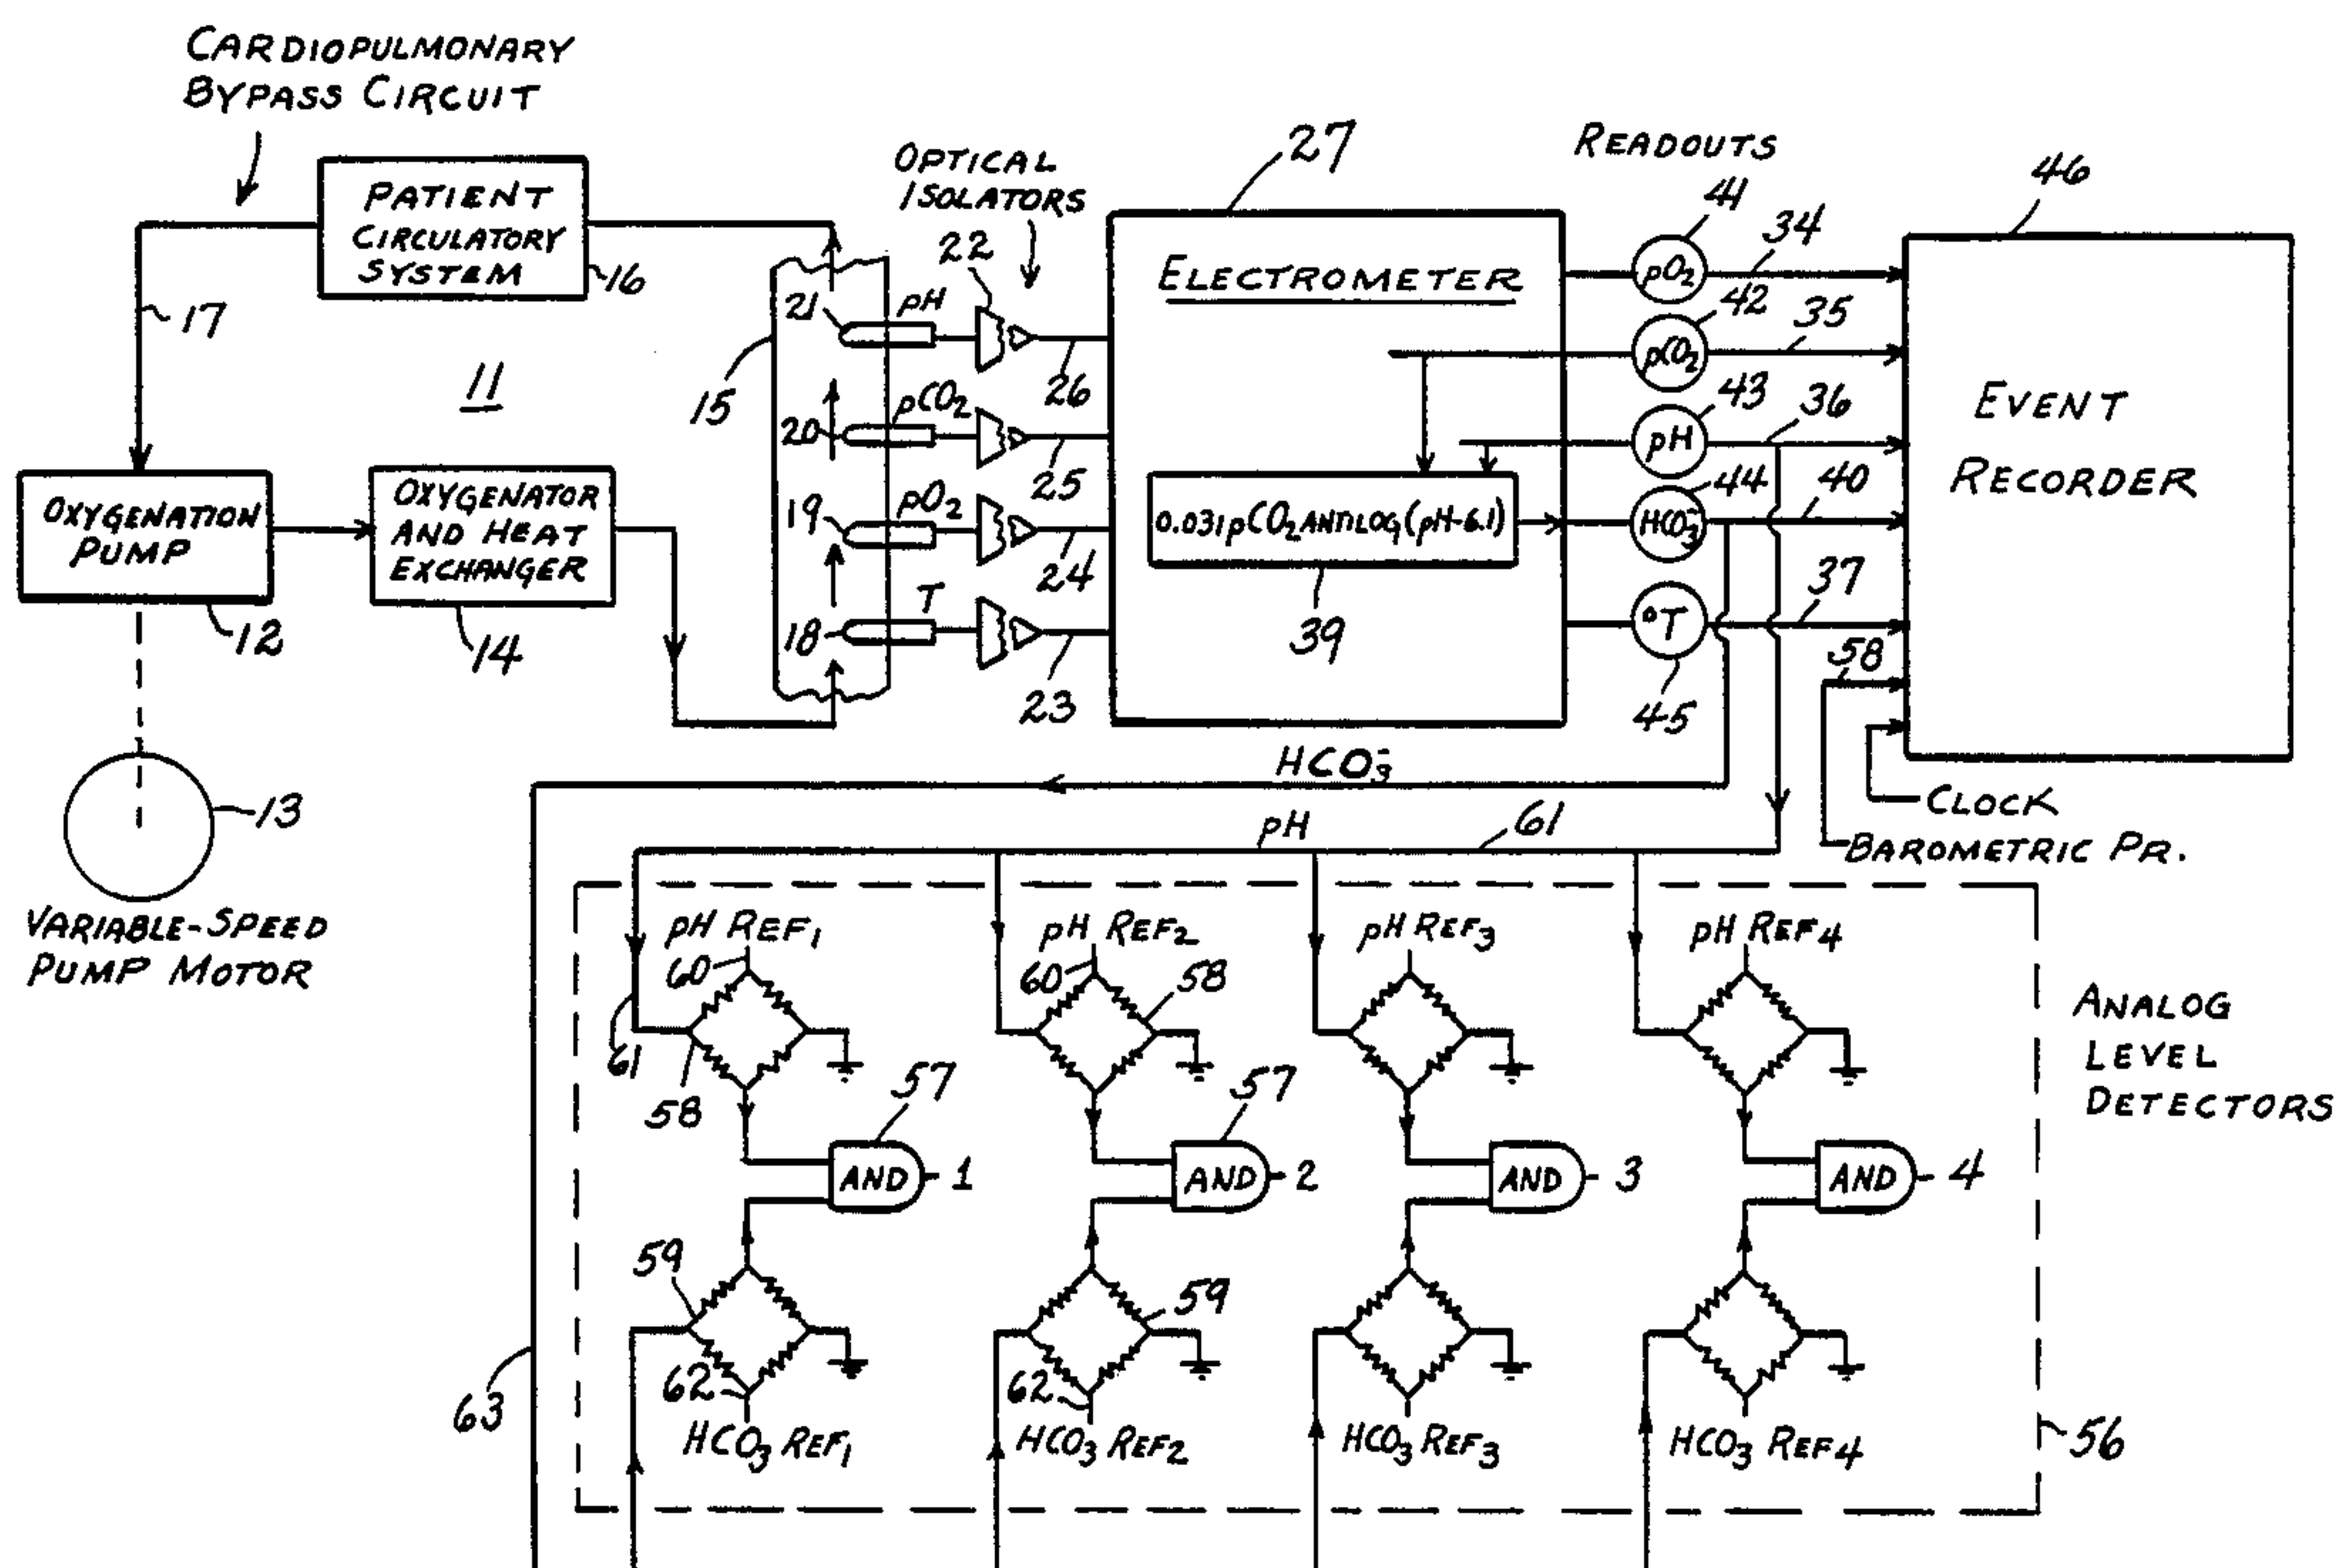 CARDIOPULMONARY
BYPASS CIRCUIT
PATIENT
CIRCULATORY
SYSTEM
16
17
11
OXYGENATION
PUMP
12
OXYGENATOR
AND HEAT
EXCHANGER
14
13
VARIABLE-SPEED
PUMP MOTOR
15
21
pH
20
pCO2
19
pO2
18
T
OPTICAL
ISOLATORS
22
26
25
24
23
27
ELECTROMETER
0.031pCO2 ANTILOG (pH-6.1)
39
READOUTS
41
pO2
34
42
pCO2
35
43
pH
36
44
HCO3-
40
°T
37
45
58
46
EVENT
RECORDER
CLOCK
BAROMETRIC PR.
HCO3-
pH
61
pH REF1
pH REF2
pH REF3
pH REF4
60
60
58
61
58
57
57
AND
1
AND
2
AND
3
AND
4
59
59
62
62
HCO3 REF1
HCO3 REF2
HCO3 REF3
HCO3 REF4
63
56
ANALOG
LEVEL
DETECTORS